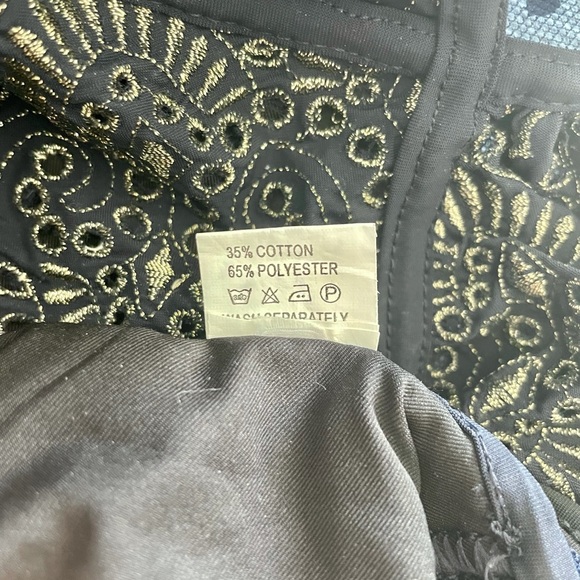 35% COTTON
65% POLYESTER
P
WASH SEPARATELY